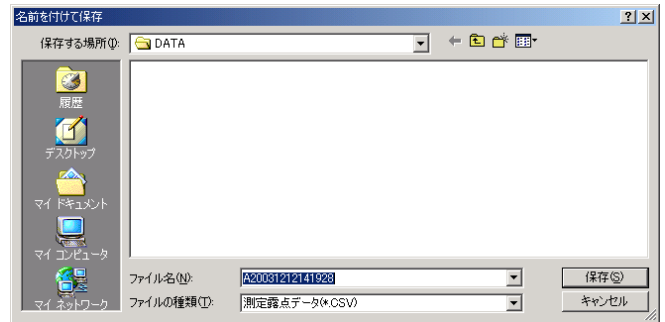 名前を付けて保存
保存する場所(I):
DATA
履歴
デスクトップ
マイ ドキュメント
マイ コンピュータ
マイ ネットワーク
ファイル名(N):
A20031212141928
保存(S)
ファイルの種類(T):
測定露点データ(*.CSV)
キャンセル